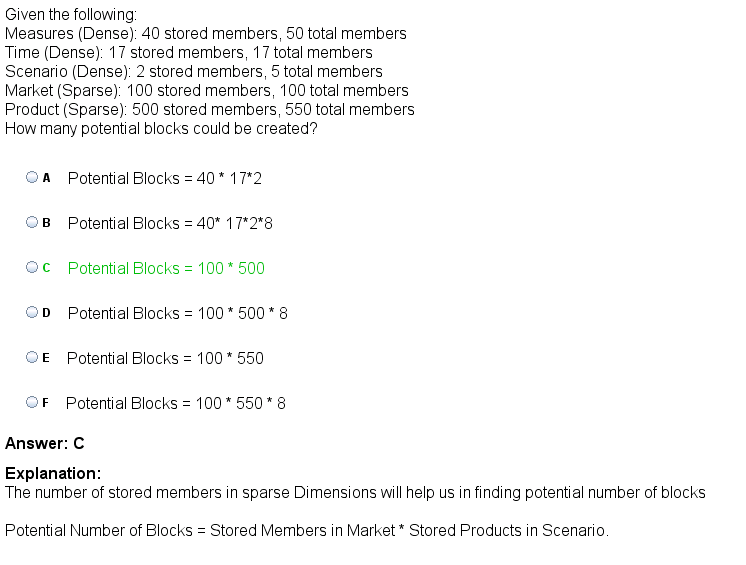 Given the following:
Measures (Dense): 40 stored members, 50 total members
Time (Dense): 17 stored members, 17 total members
Scenario (Dense): 2 stored members, 5 total members
Market (Sparse): 100 stored members, 100 total members
Product (Sparse): 500 stored members, 550 total members
How many potential blocks could be created?
A Potential Blocks = 40 * 17*2
B Potential Blocks = 40* 17*2*8
C Potential Blocks = 100 * 500
D Potential Blocks = 100 * 500 * 8
E Potential Blocks = 100 * 550
F Potential Blocks = 100 * 550 * 8
Answer: C
Explanation:
The number of stored members in sparse Dimensions will help us in finding potential number of blocks
Potential Number of Blocks = Stored Members in Market * Stored Products in Scenario.